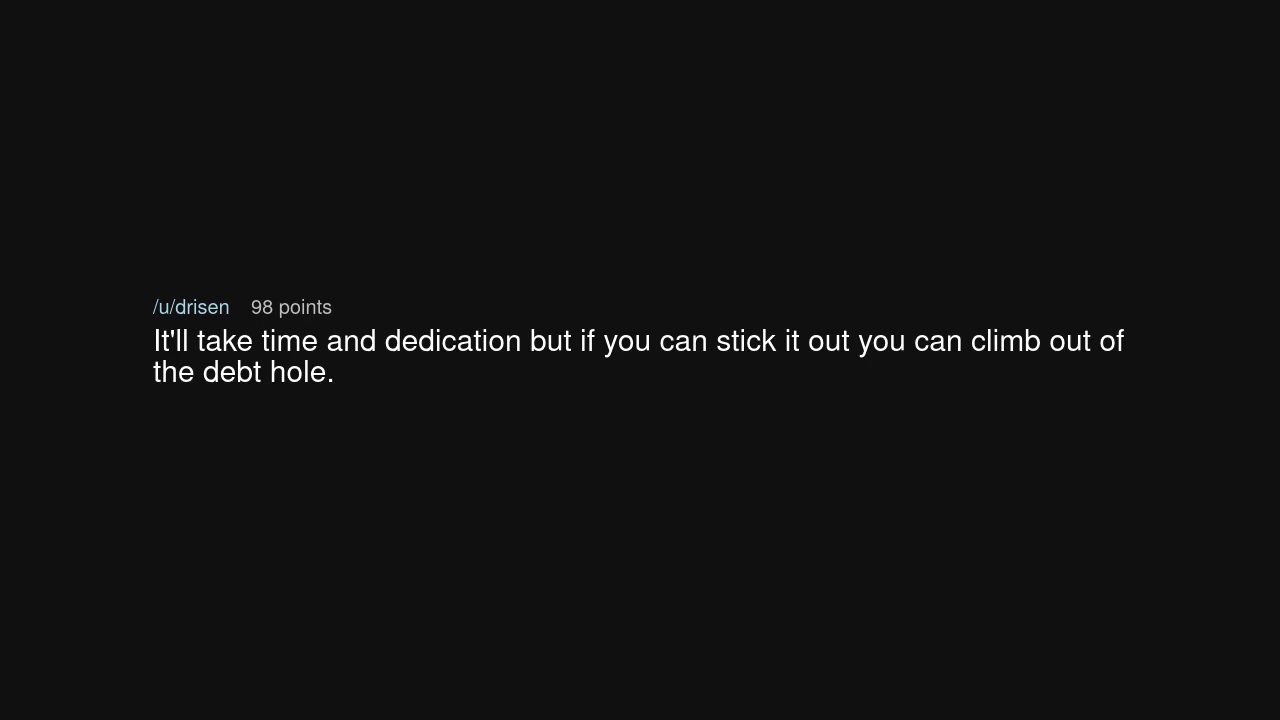 /u/drisen 98 points
It'll take time and dedication but if you can stick it out you can climb out of
the debt hole.